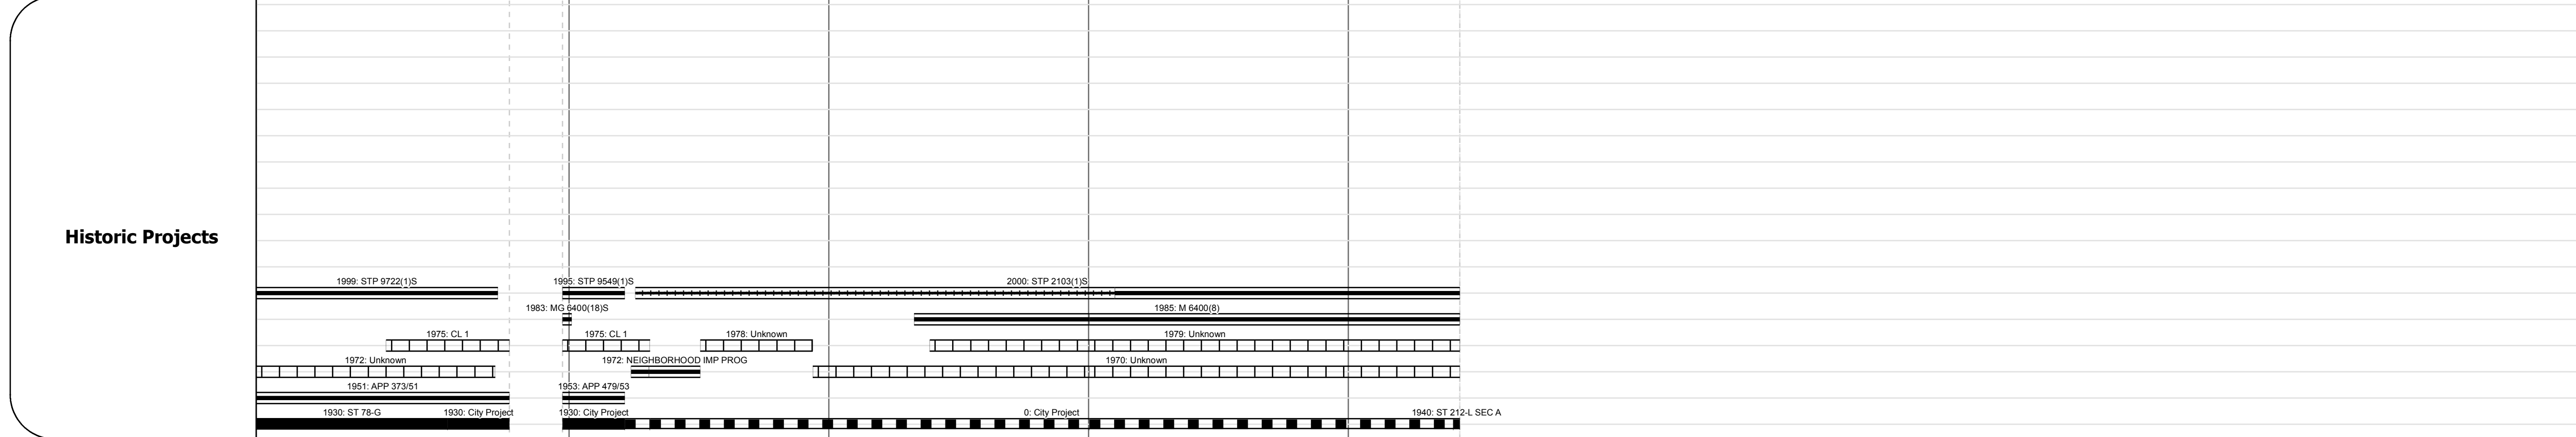 Historic Projects
1999: STP 9722(1)S
1995: STP 9549(1)S
2000: STP 2103(1)S
1983: MG 6400(18)S
1985: M 6400(8)
1975: CL 1
1975: CL 1
1978: Unknown
1979: Unknown
1972: Unknown
1972: NEIGHBORHOOD IMP PROG
1970: Unknown
1951: APP 373/51
1953: APP 479/53
1930: ST 78-G
1930: City Project
1930: City Project
0: City Project
1940: ST 212-L SEC A